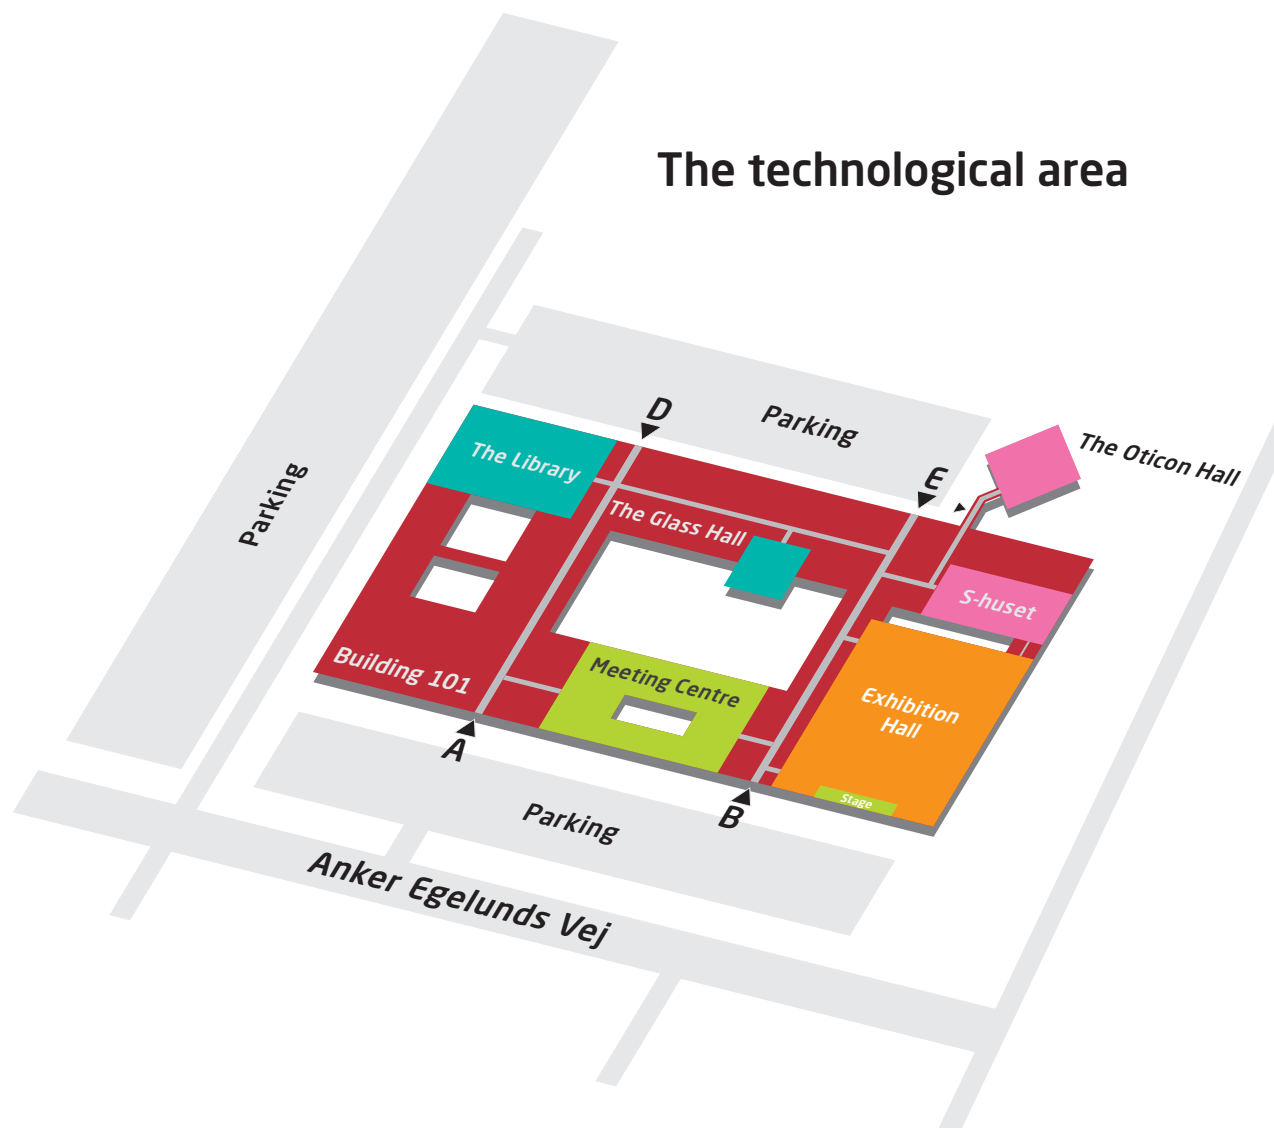 The technological area
Parking
D
Parking
The Oticon Hall
The Library
E
The Glass Hall
S-huset
Building 101
Meeting Centre
Exhibition
Hall
A
Stage
B
Parking
Anker Egelunds Vej